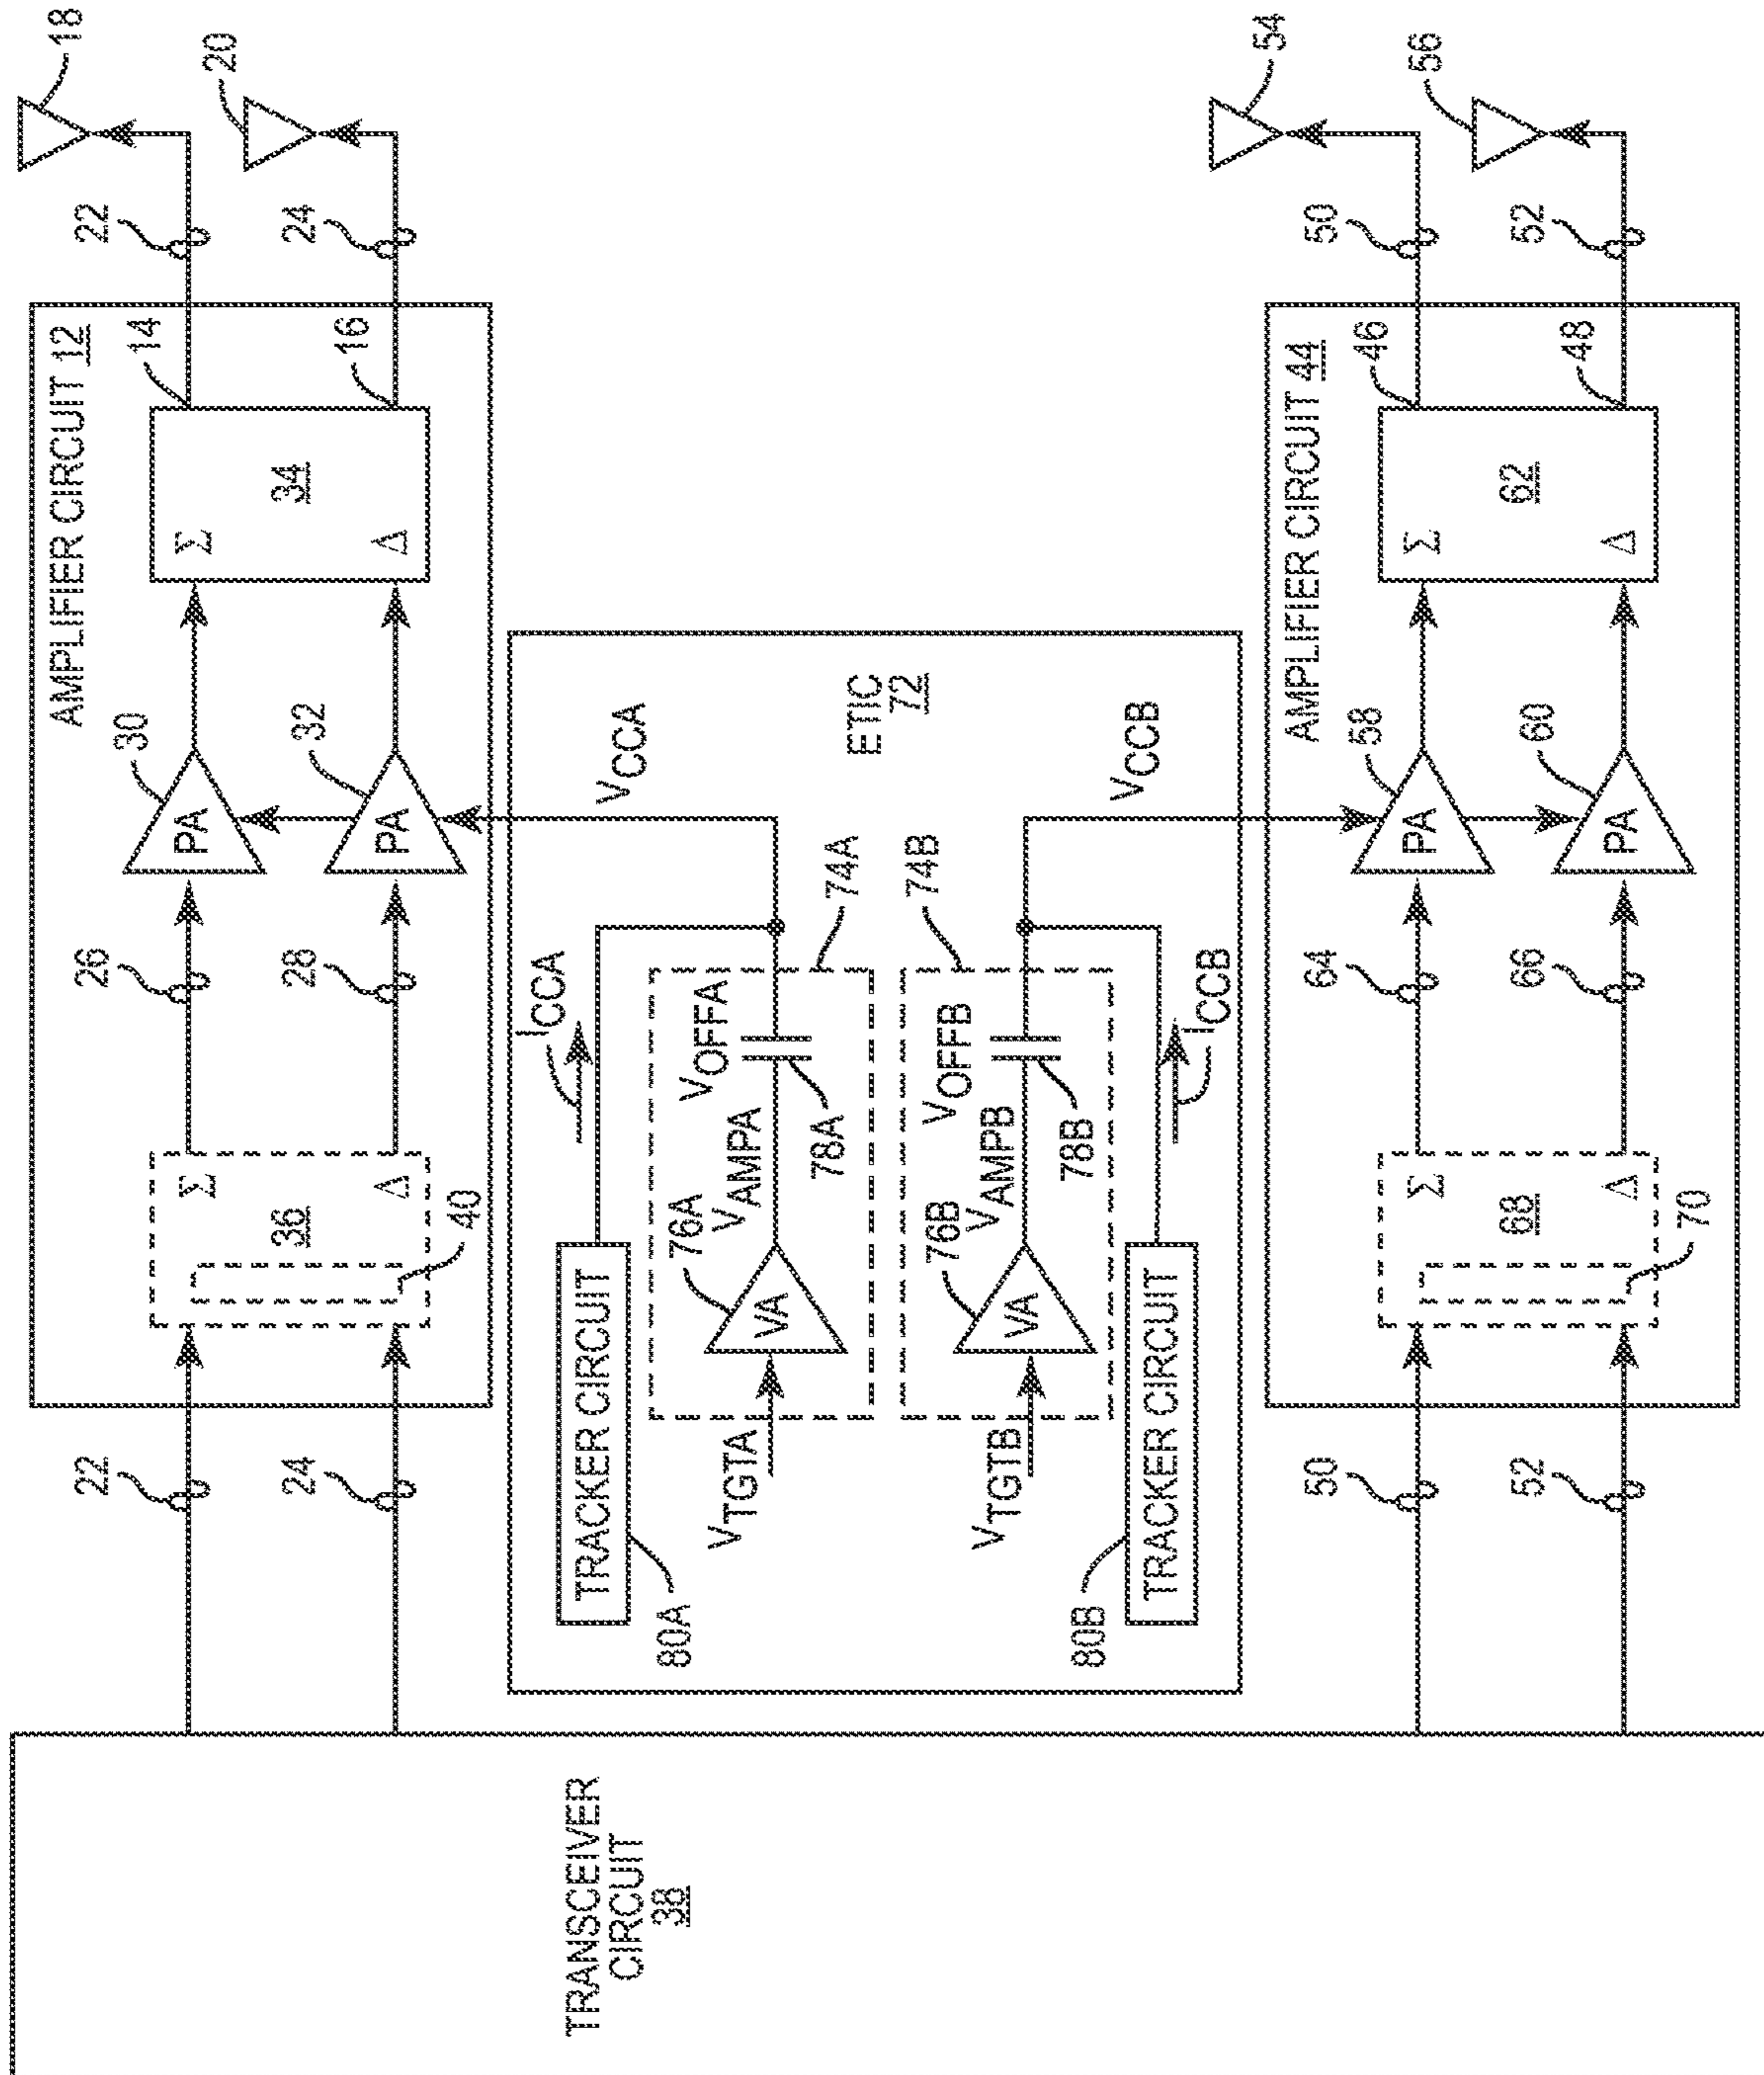 18
20
22
24
AMPLIFIER CIRCUIT 12
14
16
34
Σ
Δ
30
32
PA
PA
26
28
Σ
Δ
36
40
22
24
ETIC
72
VCCA
VCCB
74A
74B
ICCA
VOFFA
VAMPA
76A
78A
VA
VTGTA
TRACKER CIRCUIT
80A
VOFFB
VAMPB
76B
78B
VA
VTGTB
ICCB
TRACKER CIRCUIT
80B
54
56
50
52
AMPLIFIER CIRCUIT 44
46
48
62
Σ
Δ
58
60
PA
PA
64
66
Σ
Δ
68
70
50
52
TRANSCEIVER
CIRCUIT
38